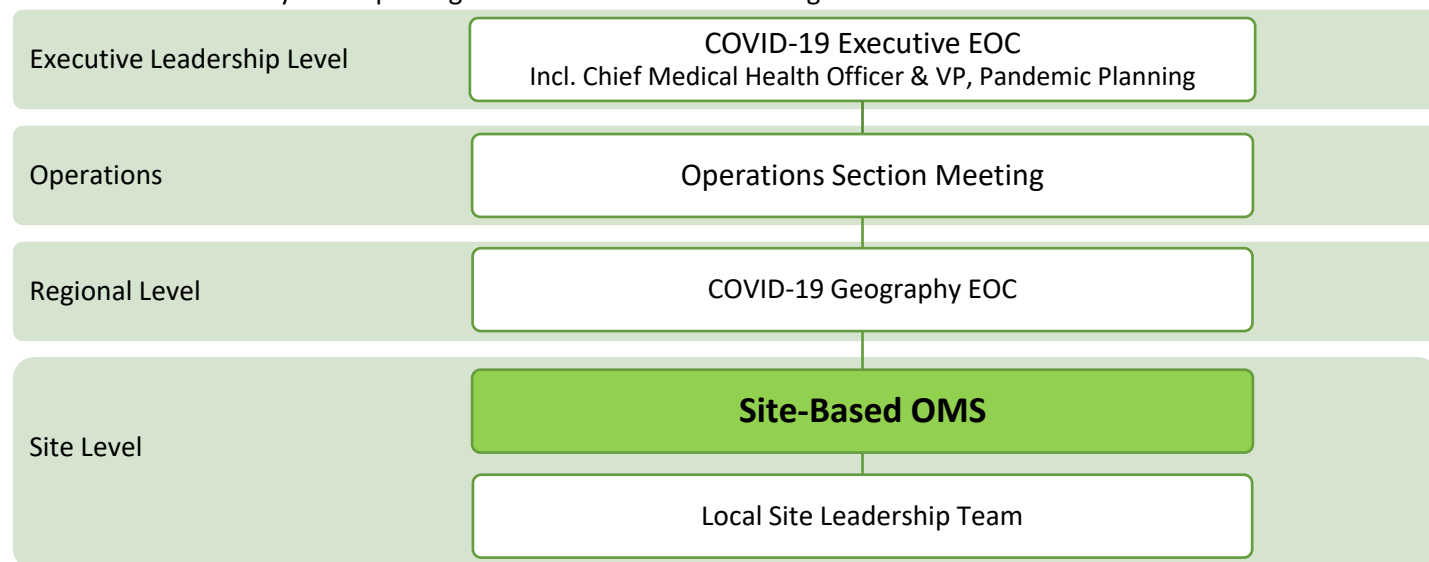 Executive Leadership Level
COVID-19 Executive EOC
Incl. Chief Medical Health Officer & VP, Pandemic Planning
Operations
Operations Section Meeting
Regional Level
COVID-19 Geography EOC
Site Level
Site-Based OMS
Local Site Leadership Team